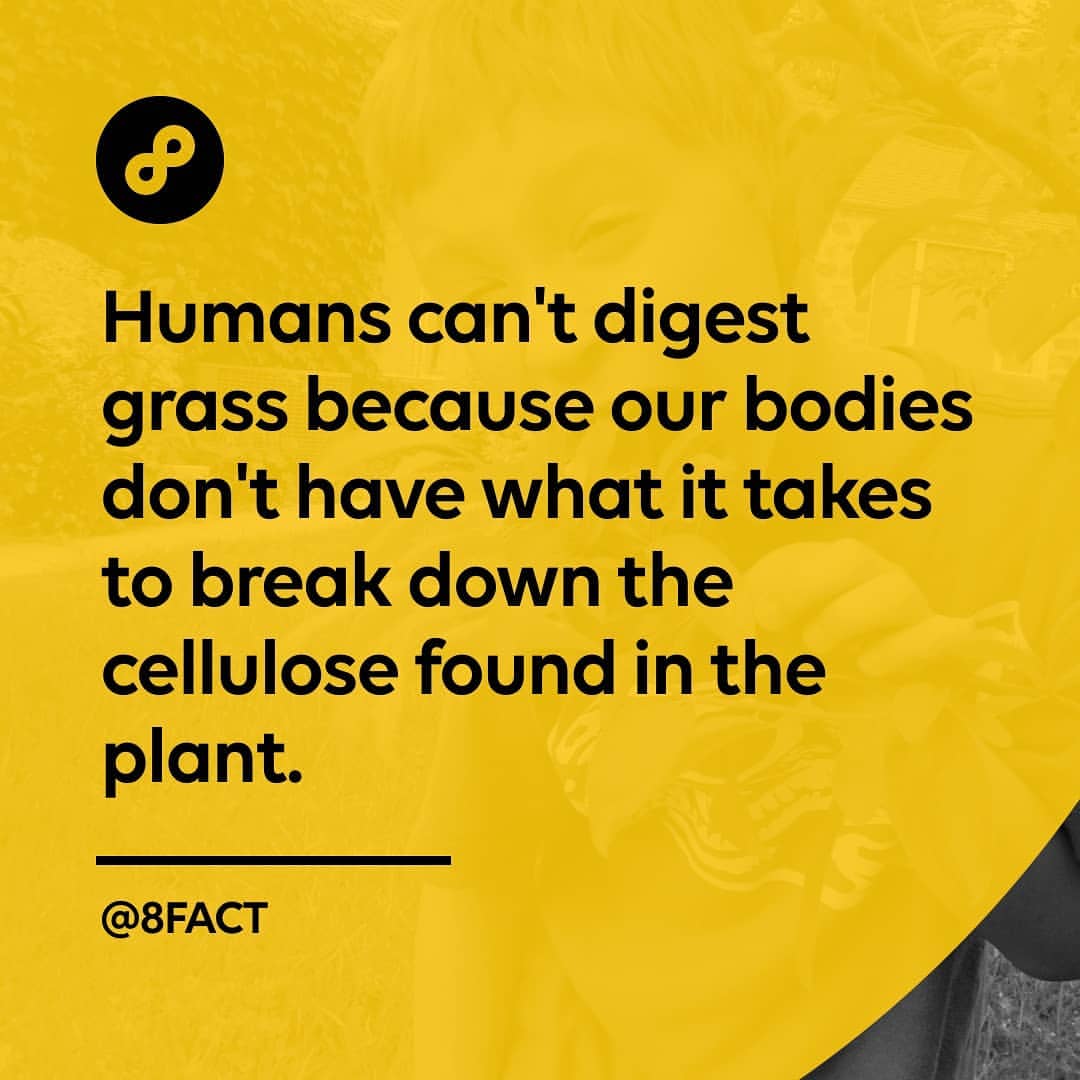 Humans can't digest
grass because our bodies
don't have what it takes
to break down the
cellulose found in the
plant.
@8FACT